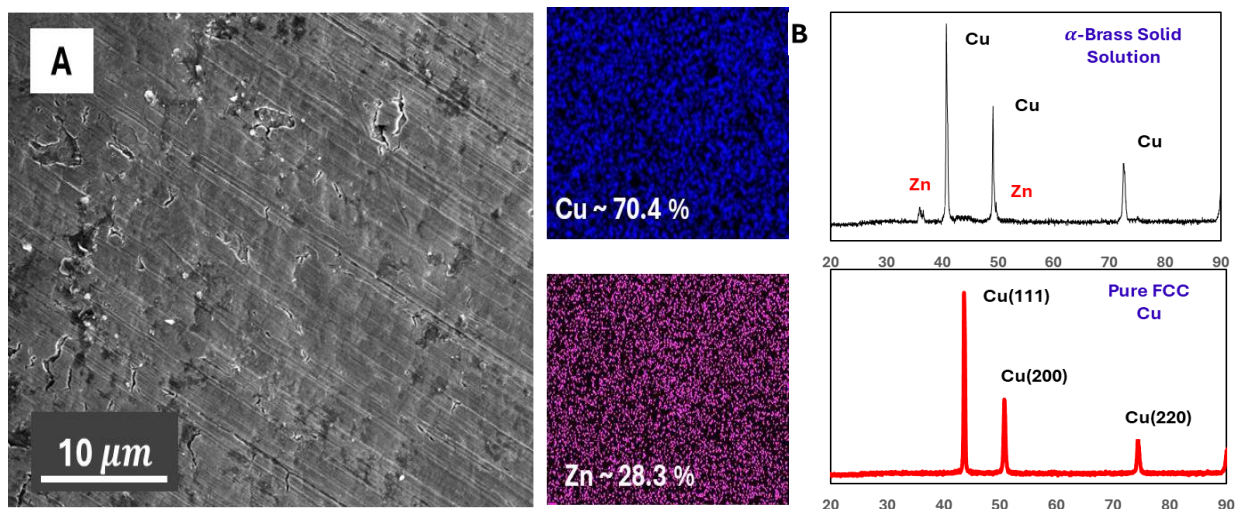 A
10 μm
Cu ~ 70.4 %
Zn ~ 28.3 %
B
α-Brass Solid
Solution
Cu
Cu
Cu
Zn
Zn
20 30 40 50 60 70 80 90
Pure FCC
Cu
Cu(111)
Cu(200)
Cu(220)
20 30 40 50 60 70 80 90